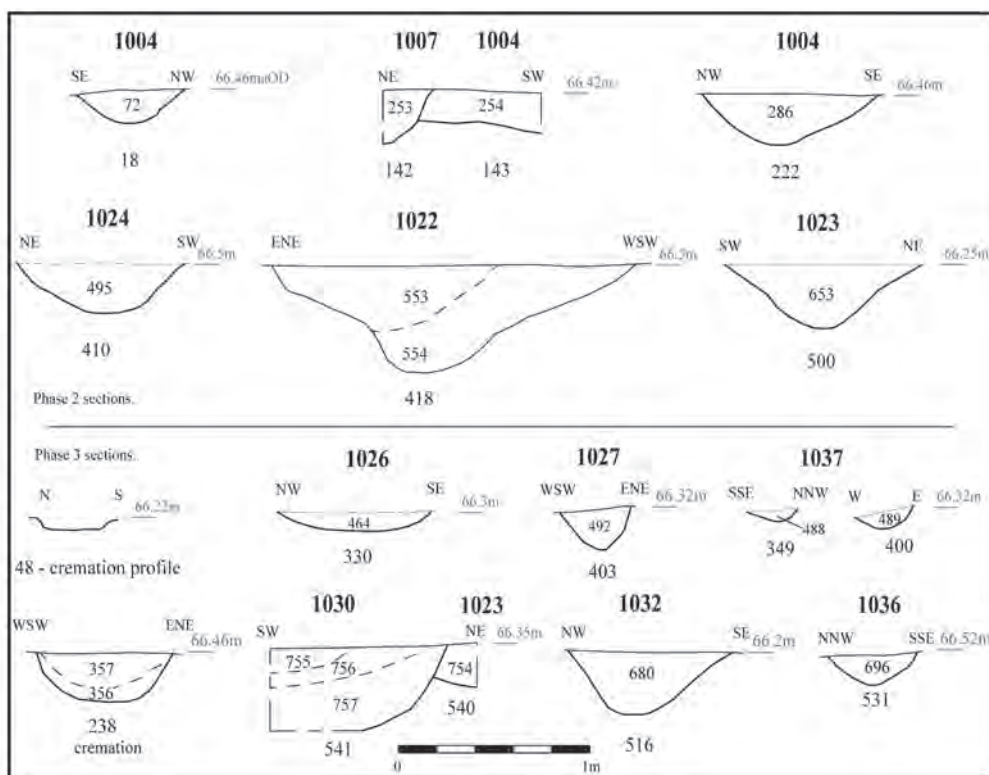 1004 1007 1004 1004
SE NW 66.46maOD NE SW 66.42m NW SE 66.46m
72 253 254 286
18 142 143 222
1024 1022 1023
NE SW 66.5m ENE WSW 66.5m SW NE 66.25m
495 553 653
554
410 418 500
Phase 2 sections.
Phase 3 sections.
1026 1027 1037
N S 66.22m NW SE 66.3m WSW ENE 66.32m SSE NNW W E 66.32m
464 492 488 489
48 - cremation profile 330 403 349 400
1030 1023 1032 1036
WSW ENE 66.46m SW NE 66.35m NW SE 66.2m NNW SSE 66.52m
357 755 756 754 680 696
356 757
238 541 540 516 531
cremation
0 1m